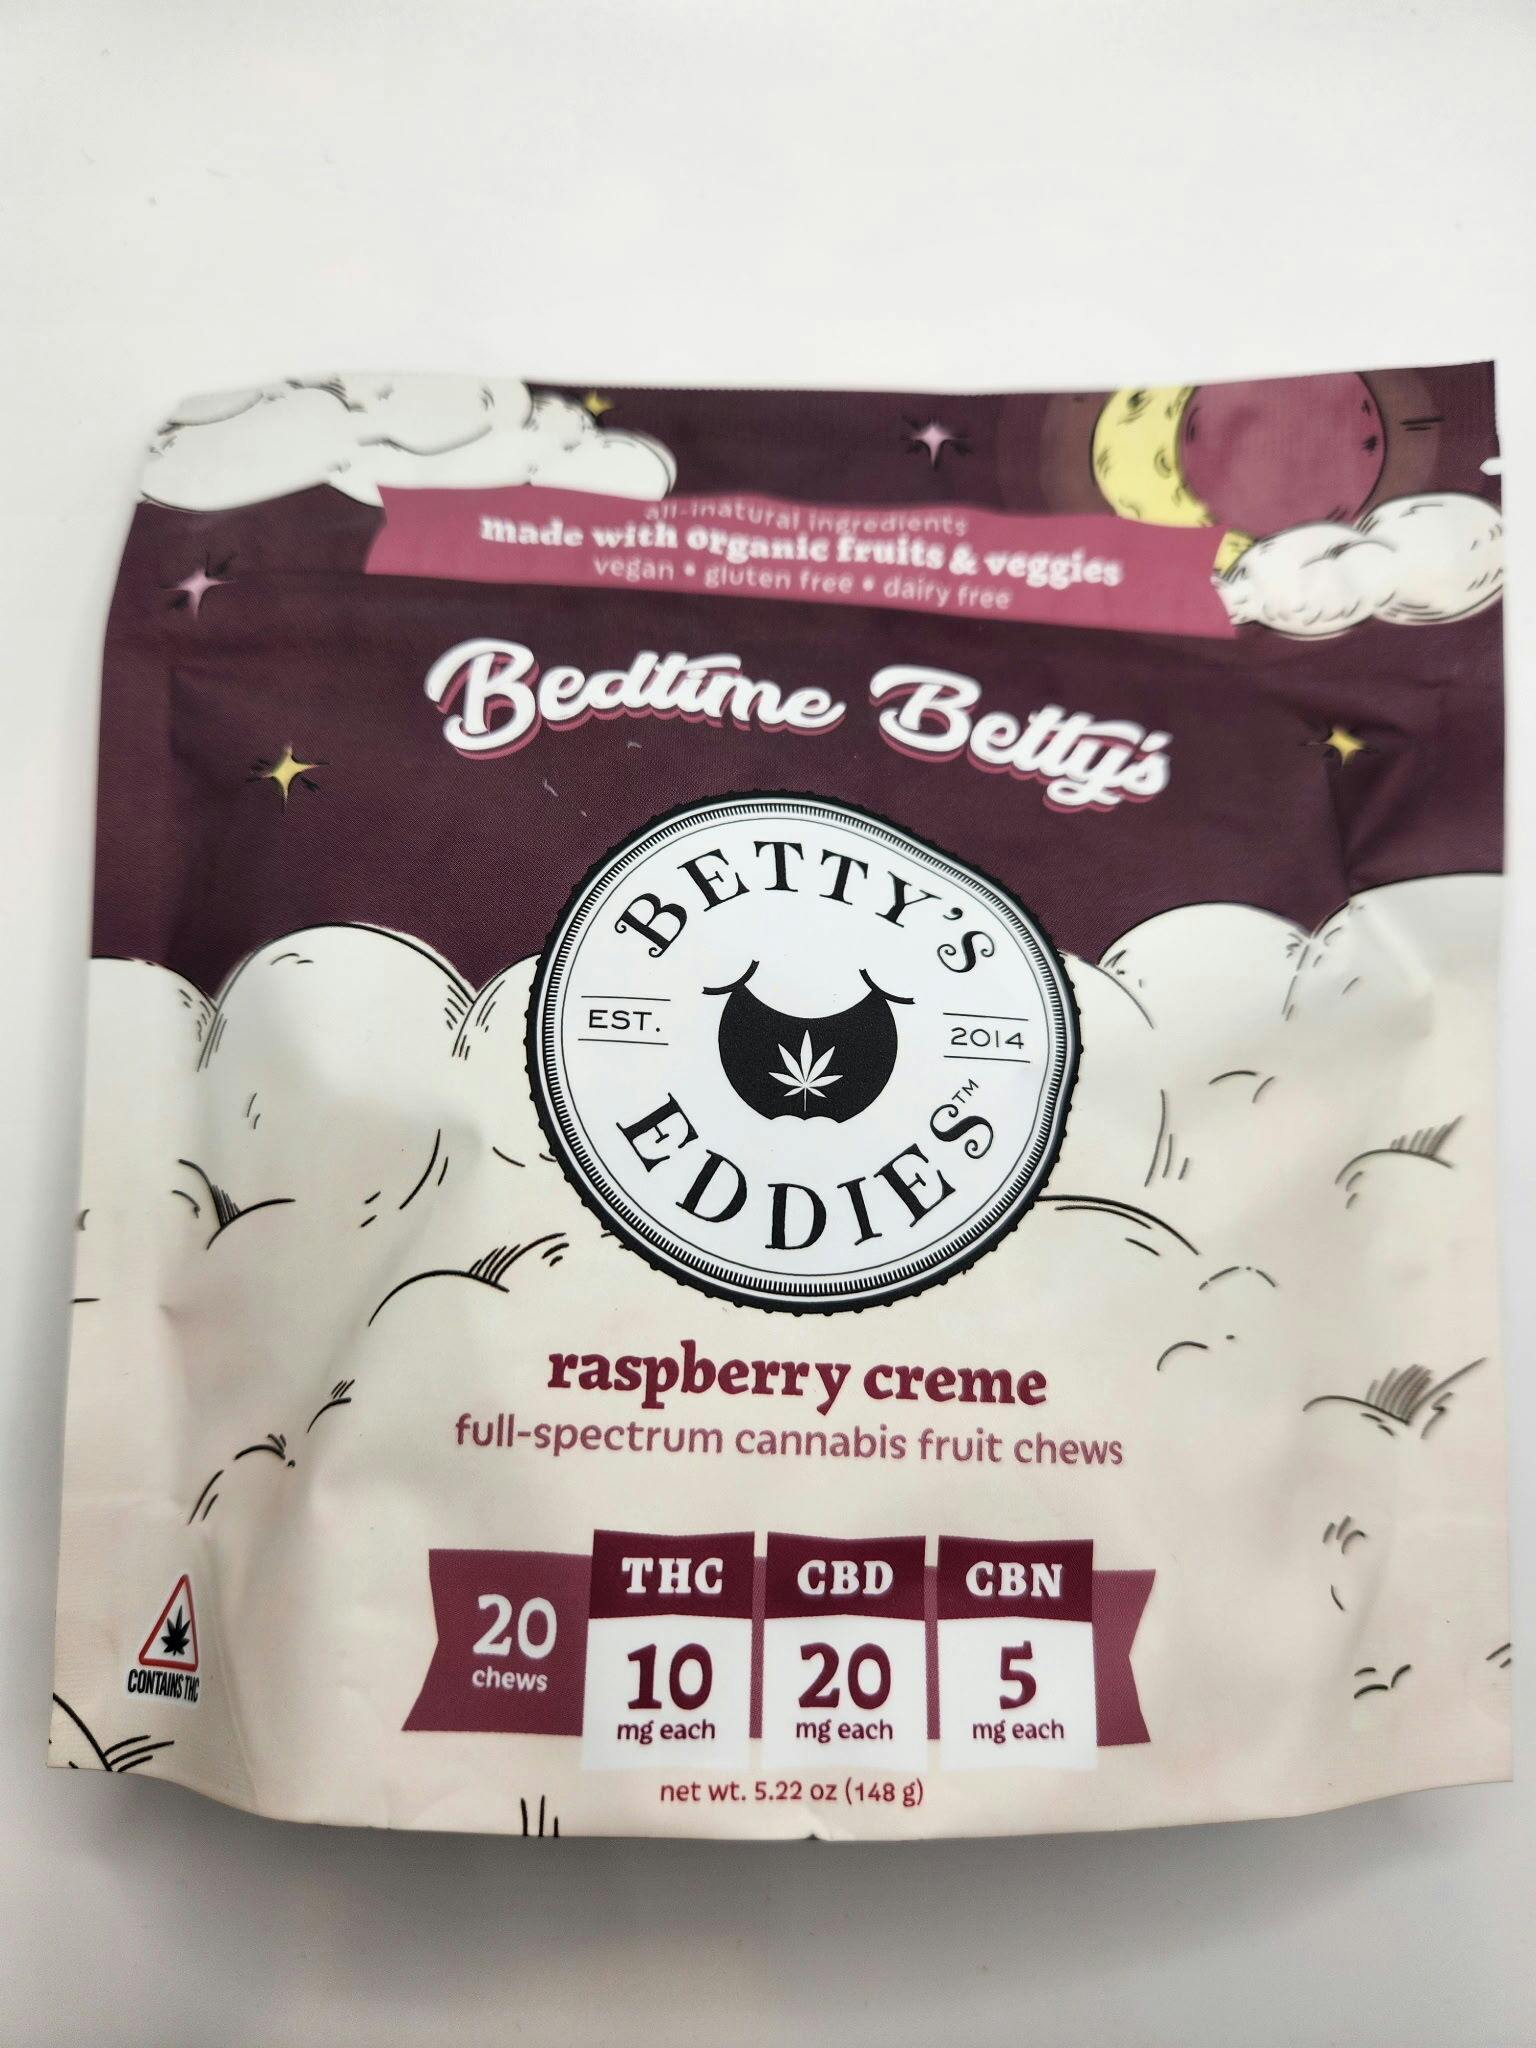 all-natural ingredients
made with organic fruits & veggies
vegan • gluten free • dairy free
Bedtime Betty's
BETTY'S
EST. 2014
EDDIES™
raspberry creme
full-spectrum cannabis fruit chews
20 chews
THC
10
mg each
CBD
20
mg each
CBN
5
mg each
CONTAINS THC
net wt. 5.22 oz (148 g)